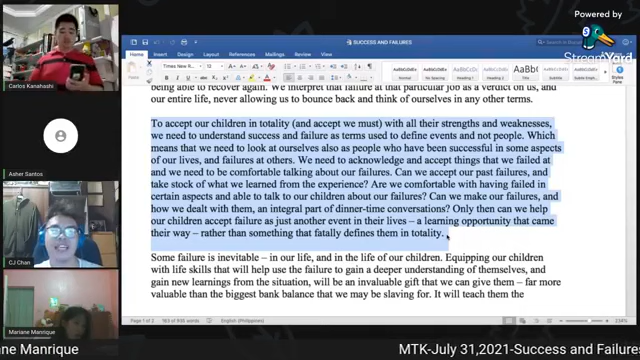 Powered by
StreamYard
Carlos Kanahashi
Asher Santos
CJ Chan
Mariane Manrique
SUCCESS AND FAILURES
Home
Insert
Design
References
Mailings
Review
View
Times New R...
being able to recover again. We interpret that failure at that particular job as a verdict on us, and
our entire life, never allowing us to bounce back and think of ourselves in any other terms.
To accept our children in totality (and accept we must) with all their strengths and weaknesses,
we need to understand success and failure as terms used to define events and not people. Which
means that we need to look at ourselves also as people who have been successful in some aspects
of our lives, and failures at others. We need to acknowledge and accept things that we failed at
and we need to be comfortable talking about our failures. Can we accept our past failures, and
take stock of what we learned from the experience? Are we comfortable with having failed in
certain aspects and able to talk to our children about our failures? Can we make our failures, and
how we dealt with them, an integral part of dinner-time conversations? Only then can we help
our children accept failure as just another event in their lives – a learning opportunity that came
their way – rather than something that fatally defines them in totality.
Some failure is inevitable – in our life, and in the life of our children. Equipping our children
with life skills that will help use the failure to gain a deeper understanding of themselves, and
gain new learnings from the situation, will be an invaluable gift that we can give them – far more
valuable than the biggest bank balance that we may be slaving for. It will teach them the
Page 1 of 2
English (Philippines)
ne Manrique
MTK-July 31,2021-Success and Failures